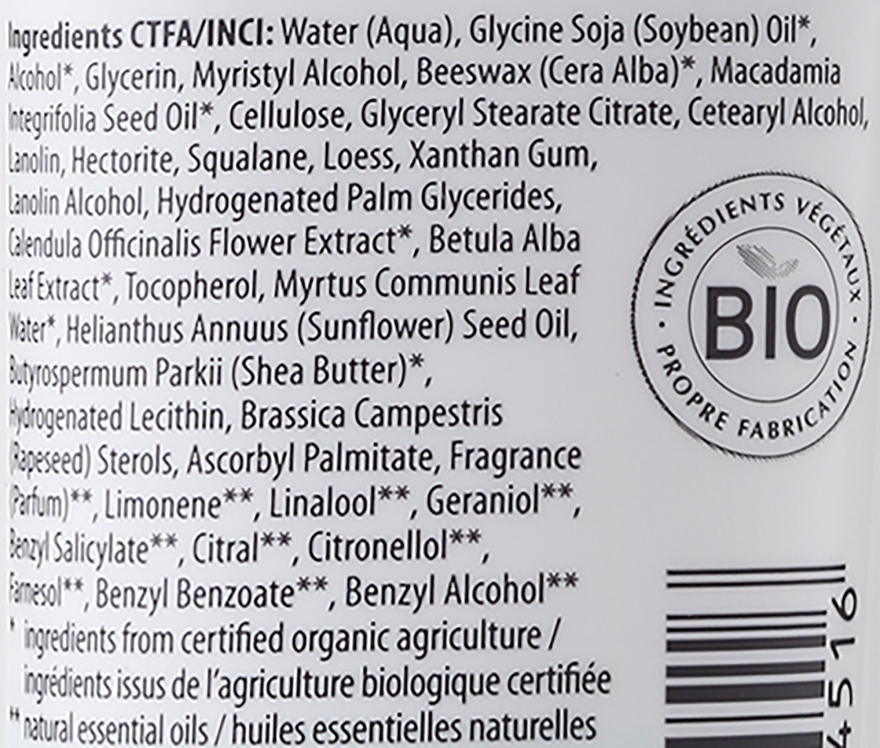 Ingredients CTFA/INCI: Water (Aqua), Glycine Soja (Soybean) Oil*,
Alcohol*, Glycerin, Myristyl Alcohol, Beeswax (Cera Alba)*, Macadamia
Integrifolia Seed Oil*, Cellulose, Glyceryl Stearate Citrate, Cetearyl Alcohol,
Lanolin, Hectorite, Squalane, Loess, Xanthan Gum,
Lanolin Alcohol, Hydrogenated Palm Glycerides,
Calendula Officinalis Flower Extract*, Betula Alba
Leaf Extract*, Tocopherol, Myrtus Communis Leaf
Water*, Helianthus Annuus (Sunflower) Seed Oil,
Butyrospermum Parkii (Shea Butter)*,
Hydrogenated Lecithin, Brassica Campestris
(Rapeseed) Sterols, Ascorbyl Palmitate, Fragrance
(Parfum)**, Limonene**, Linalool**, Geraniol**,
Benzyl Salicylate**, Citral**, Citronellol**,
Farnesol**, Benzyl Benzoate**, Benzyl Alcohol**
* ingredients from certified organic agriculture /
ingrédients issus de l'agriculture biologique certifiée
** natural essential oils / huiles essentielles naturelles
· INGRÉDIENTS VÉGÉTAUX ·
BIO
PROPRE FABRICATION
4516